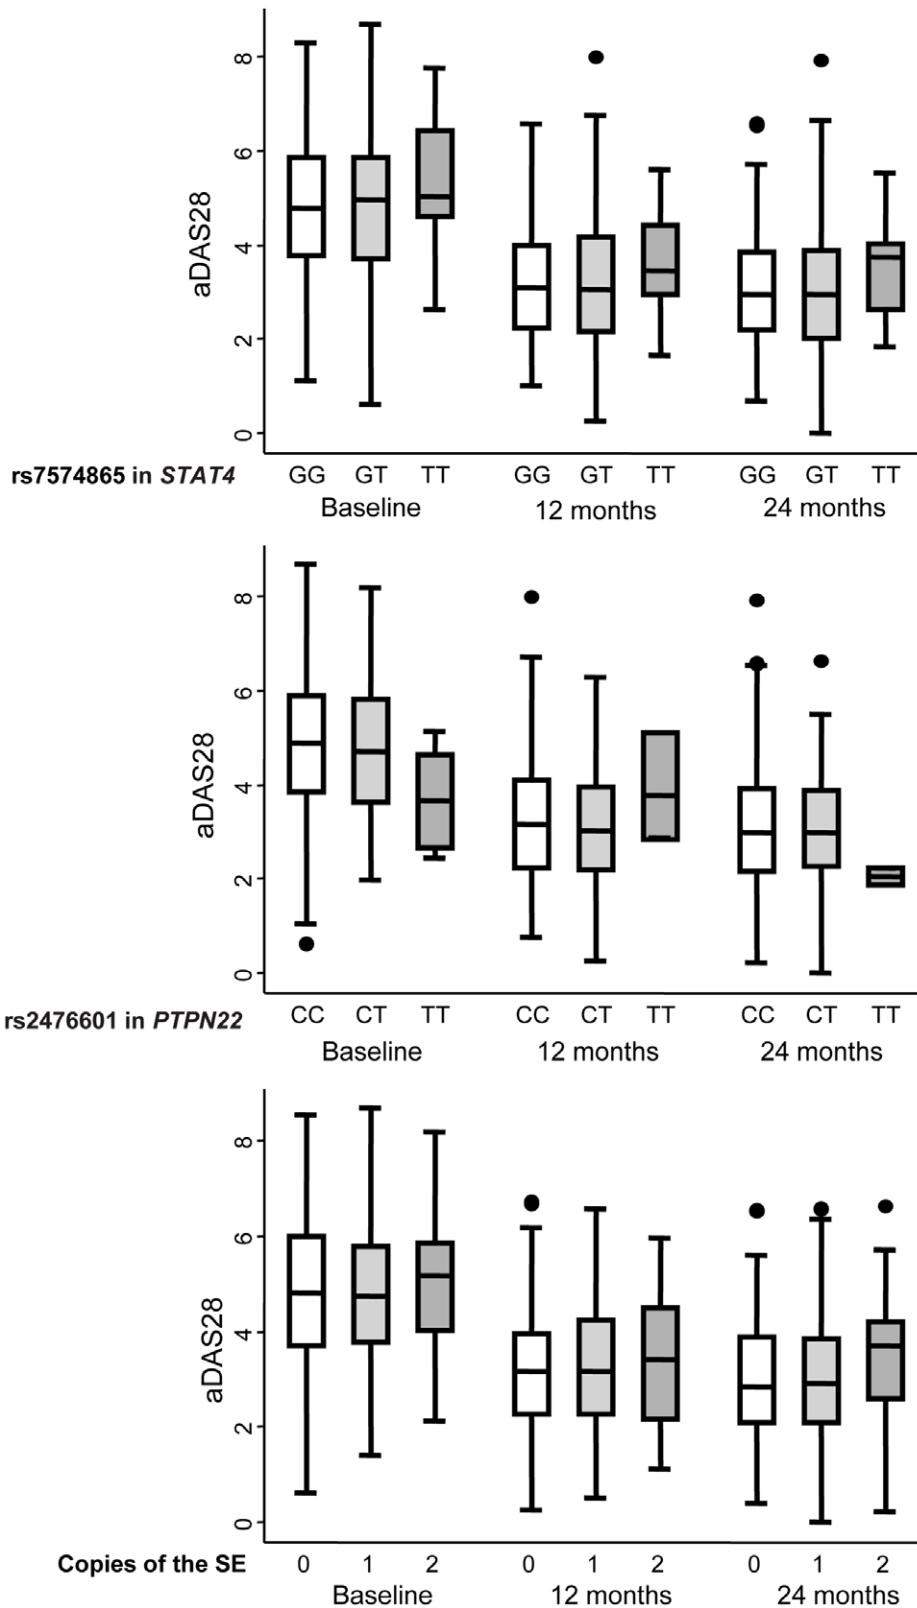 aDAS28
8
6
4
2
0
rs7574865 in STAT4 GG GT TT GG GT TT GG GT TT
Baseline 12 months 24 months
aDAS28
8
6
4
2
0
rs2476601 in PTPN22 CC CT TT CC CT TT CC CT TT
Baseline 12 months 24 months
aDAS28
8
6
4
2
0
Copies of the SE 0 1 2 0 1 2 0 1 2
Baseline 12 months 24 months